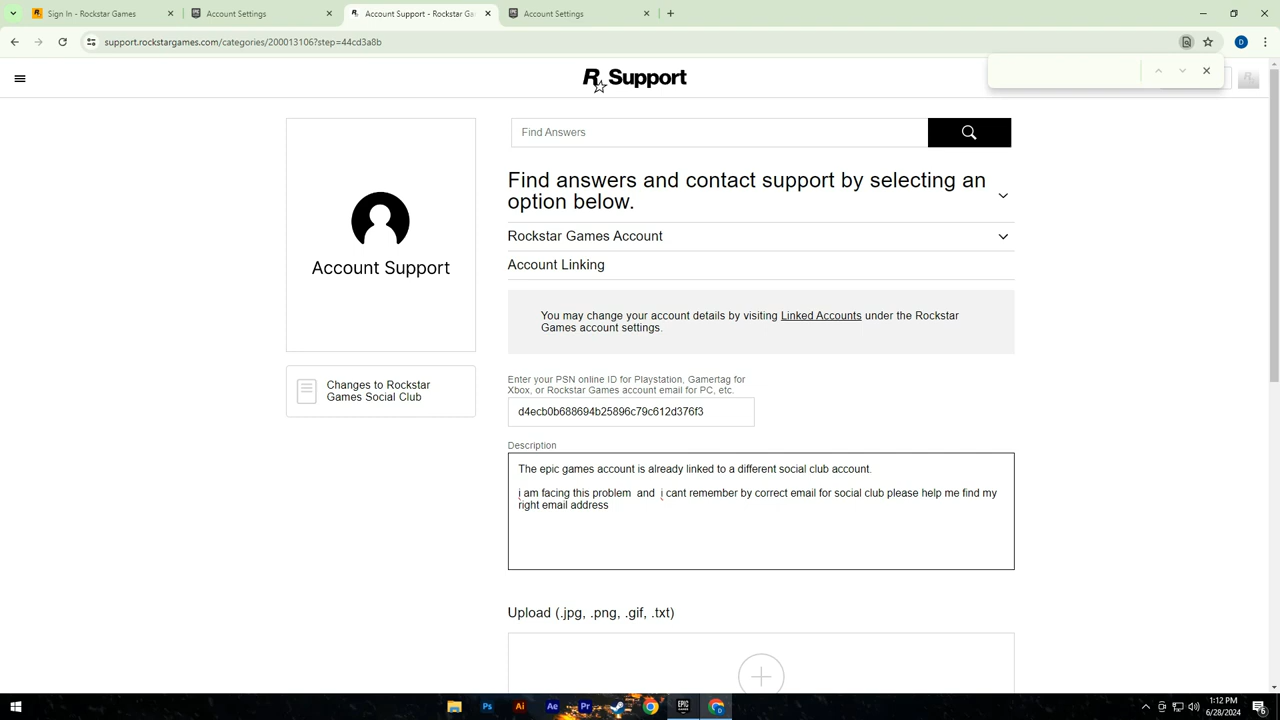 Sign In - Rockstar Games
Account Settings
Account Support - Rockstar Ga
Account Settings
support.rockstargames.com/categories/200013106?step=44cd3a8b
D
R Support
Find Answers
Find answers and contact support by selecting an
option below.
Account Support
Rockstar Games Account
Account Linking
You may change your account details by visiting Linked Accounts under the Rockstar
Games account settings.
Changes to Rockstar
Games Social Club
Enter your PSN online ID for Playstation, Gamertag for
Xbox, or Rockstar Games account email for PC, etc.
d4ecb0b688694b25896c79c612d376f3
Description
The epic games account is already linked to a different social club account.
i am facing this problem  and  i cant remember by correct email for social club please help me find my
right email address
Upload (.jpg, .png, .gif, .txt)
Ps
Ai
Ae
Pr
EPIC
1:12 PM
6/28/2024
6